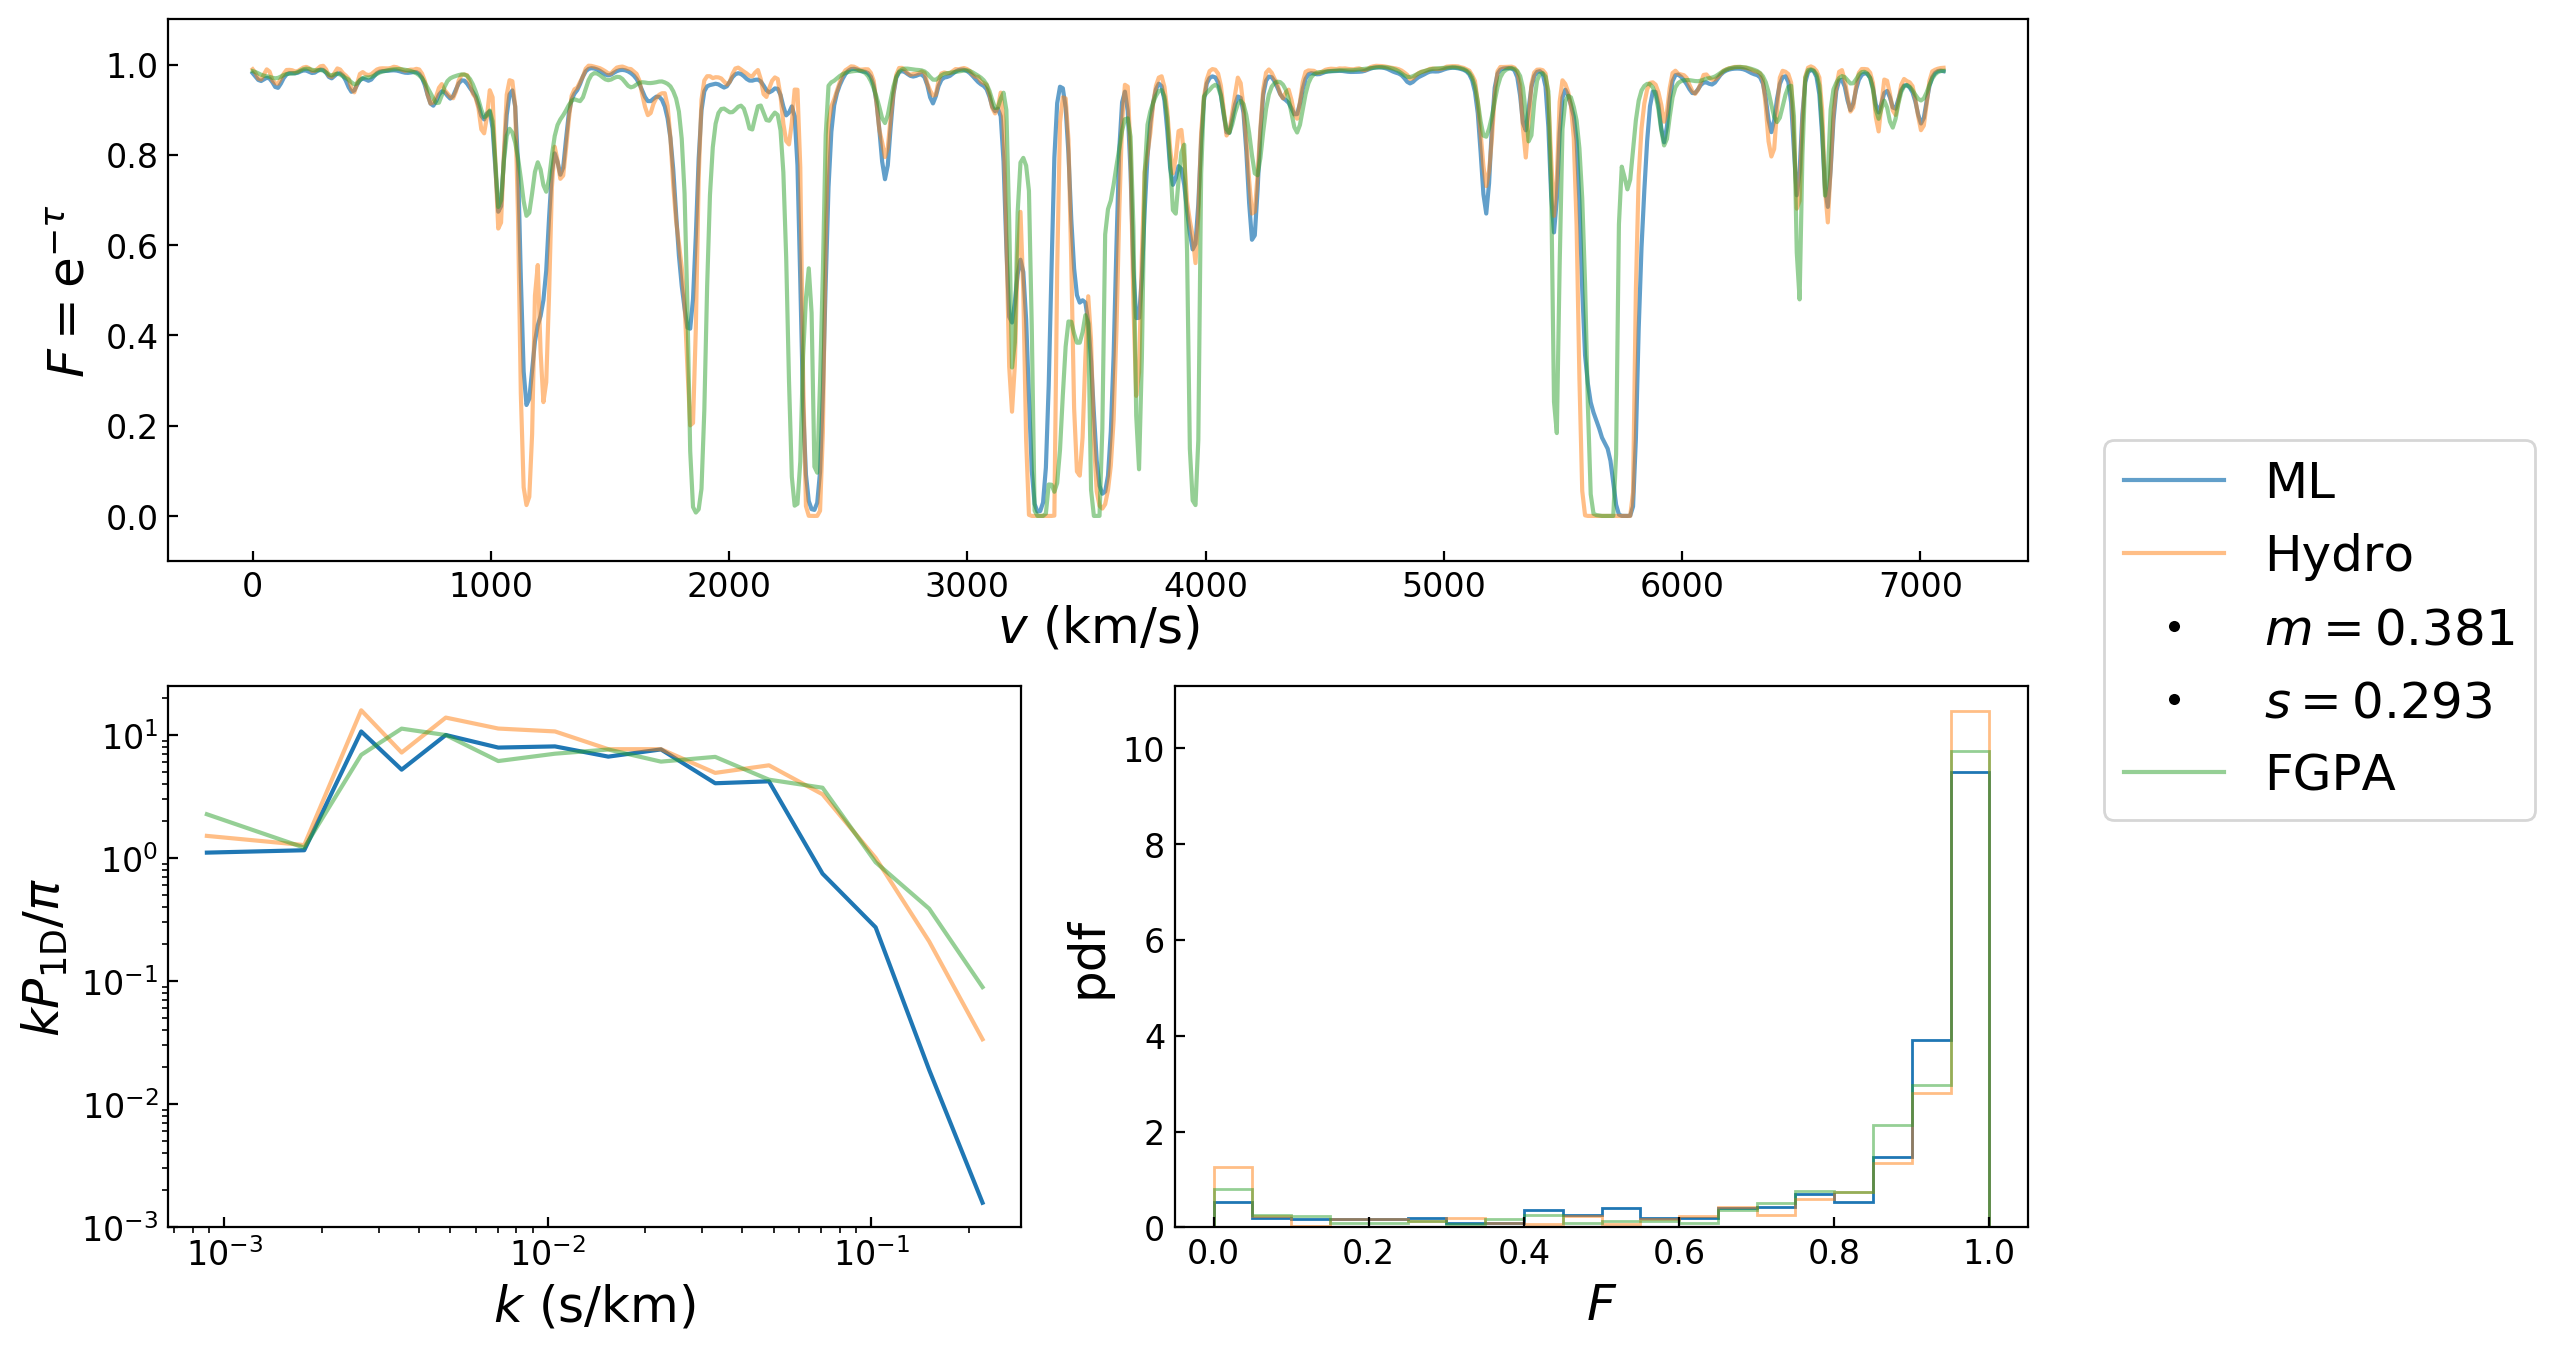 1.0
0.8
0.6
0.4
0.2
0.0
F = e^{−τ}
0 1000 2000 3000 4000 5000 6000 7000
v (km/s)
ML
Hydro
m = 0.381
s = 0.293
FGPA
10^1
10^0
10^{−1}
10^{−2}
10^{−3}
kP_{1D}/π
10^{−3} 10^{−2} 10^{−1}
k (s/km)
10
8
6
4
2
0
pdf
0.0 0.2 0.4 0.6 0.8 1.0
F